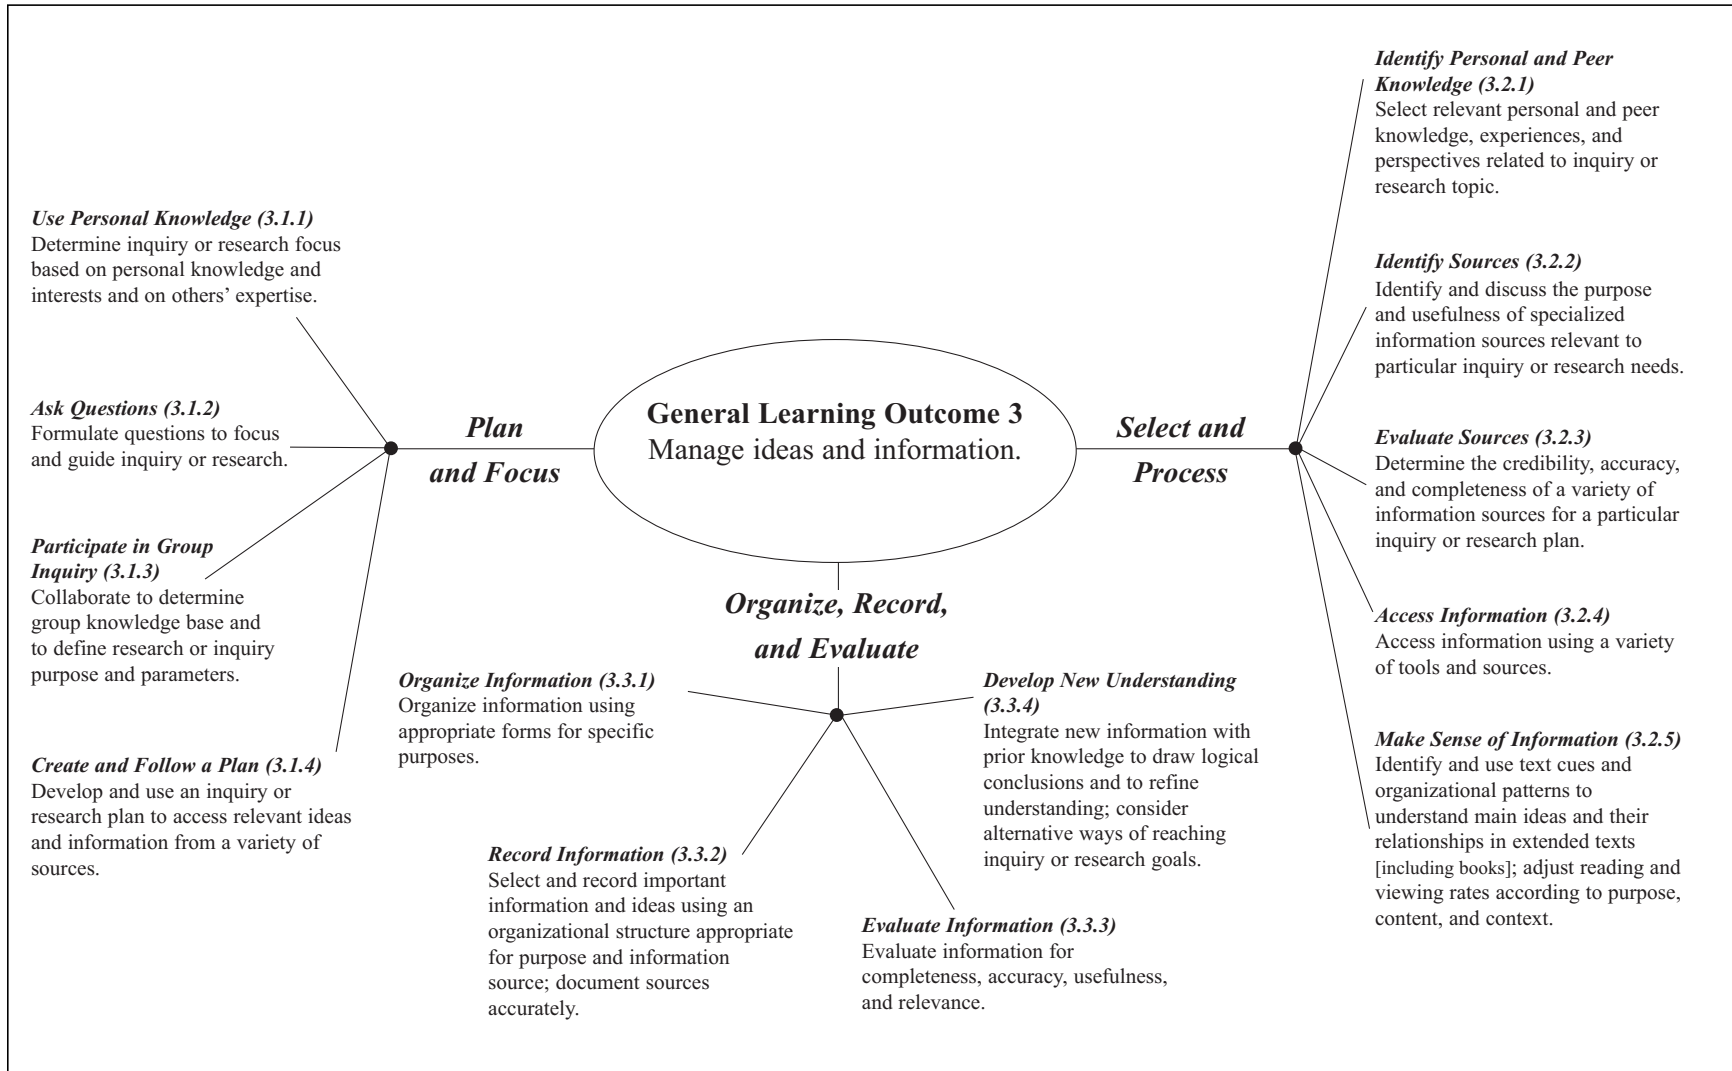 General Learning Outcome 3
Manage ideas and information.
Plan
and Focus
Use Personal Knowledge (3.1.1)
Determine inquiry or research focus
based on personal knowledge and
interests and on others’ expertise.
Ask Questions (3.1.2)
Formulate questions to focus
and guide inquiry or research.
Participate in Group
Inquiry (3.1.3)
Collaborate to determine
group knowledge base and
to define research or inquiry
purpose and parameters.
Create and Follow a Plan (3.1.4)
Develop and use an inquiry or
research plan to access relevant ideas
and information from a variety of
sources.
Select and
Process
Identify Personal and Peer
Knowledge (3.2.1)
Select relevant personal and peer
knowledge, experiences, and
perspectives related to inquiry or
research topic.
Identify Sources (3.2.2)
Identify and discuss the purpose
and usefulness of specialized
information sources relevant to
particular inquiry or research needs.
Evaluate Sources (3.2.3)
Determine the credibility, accuracy,
and completeness of a variety of
information sources for a particular
inquiry or research plan.
Access Information (3.2.4)
Access information using a variety
of tools and sources.
Make Sense of Information (3.2.5)
Identify and use text cues and
organizational patterns to
understand main ideas and their
relationships in extended texts
[including books]; adjust reading and
viewing rates according to purpose,
content, and context.
Organize, Record,
and Evaluate
Organize Information (3.3.1)
Organize information using
appropriate forms for specific
purposes.
Record Information (3.3.2)
Select and record important
information and ideas using an
organizational structure appropriate
for purpose and information
source; document sources
accurately.
Evaluate Information (3.3.3)
Evaluate information for
completeness, accuracy, usefulness,
and relevance.
Develop New Understanding
(3.3.4)
Integrate new information with
prior knowledge to draw logical
conclusions and to refine
understanding; consider
alternative ways of reaching
inquiry or research goals.